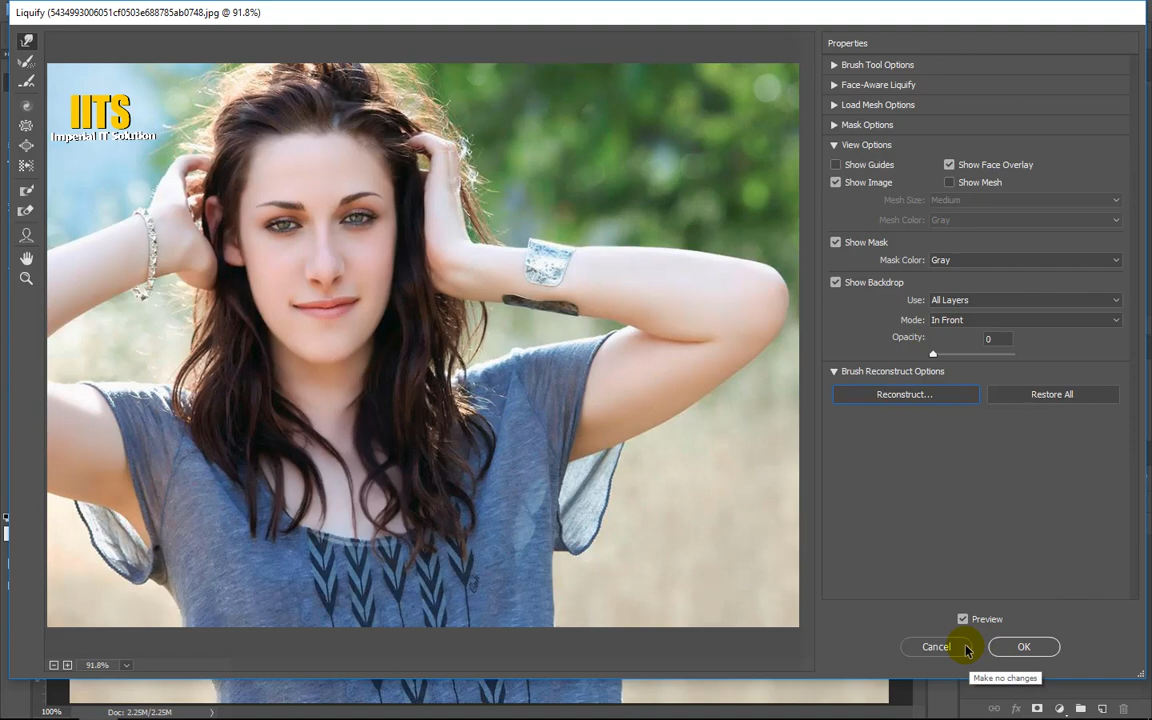 Liquify (5434993006051cf0503e688785ab0748.jpg @ 91.8%)
Properties
Brush Tool Options
Face-Aware Liquify
Load Mesh Options
Mask Options
View Options
Show Guides
Show Face Overlay
Show Image
Show Mesh
Mesh Size: Medium
Mesh Color: Gray
Show Mask
Mask Color: Gray
Show Backdrop
Use: All Layers
Mode: In Front
Opacity: 0
Brush Reconstruct Options
Reconstruct... Restore All
IITS
Imperial IT Solution
Preview
Cancel OK
Make no changes
91.8%
100% Doc: 2.25M/2.25M
fx